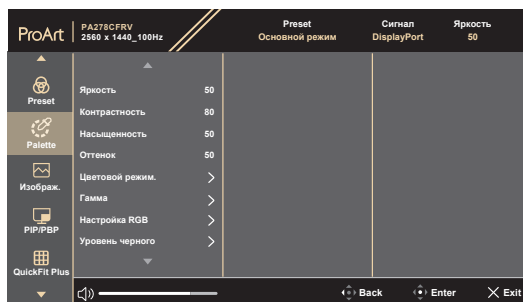 ProArt
PA278CFRV
2560 x 1440_100Hz
Preset
Основной режим
Сигнал
DisplayPort
Яркость
50
Preset
Palette
Изображ.
PIP/PBP
QuickFit Plus
Яркость 50
Контрастность 80
Насыщенность 50
Оттенок 50
Цветовой режим.
Гамма
Настройка RGB
Уровень черного
Back
Enter
Exit